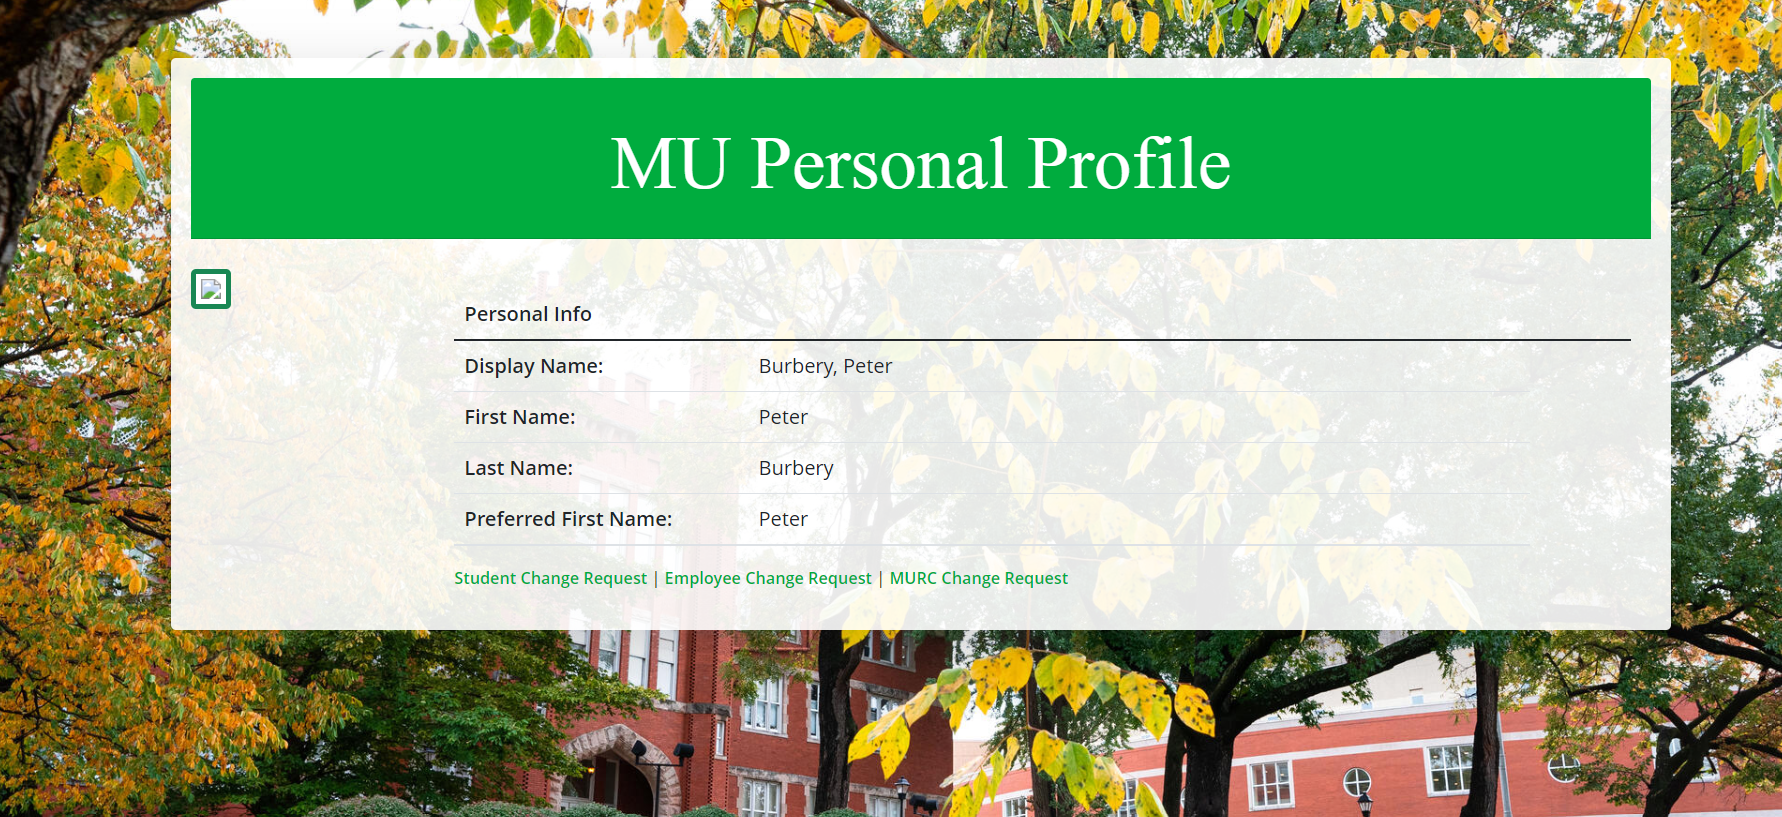 MU Personal Profile
Personal Info
Display Name: Burbery, Peter
First Name: Peter
Last Name: Burbery
Preferred First Name: Peter
Student Change Request | Employee Change Request | MURC Change Request